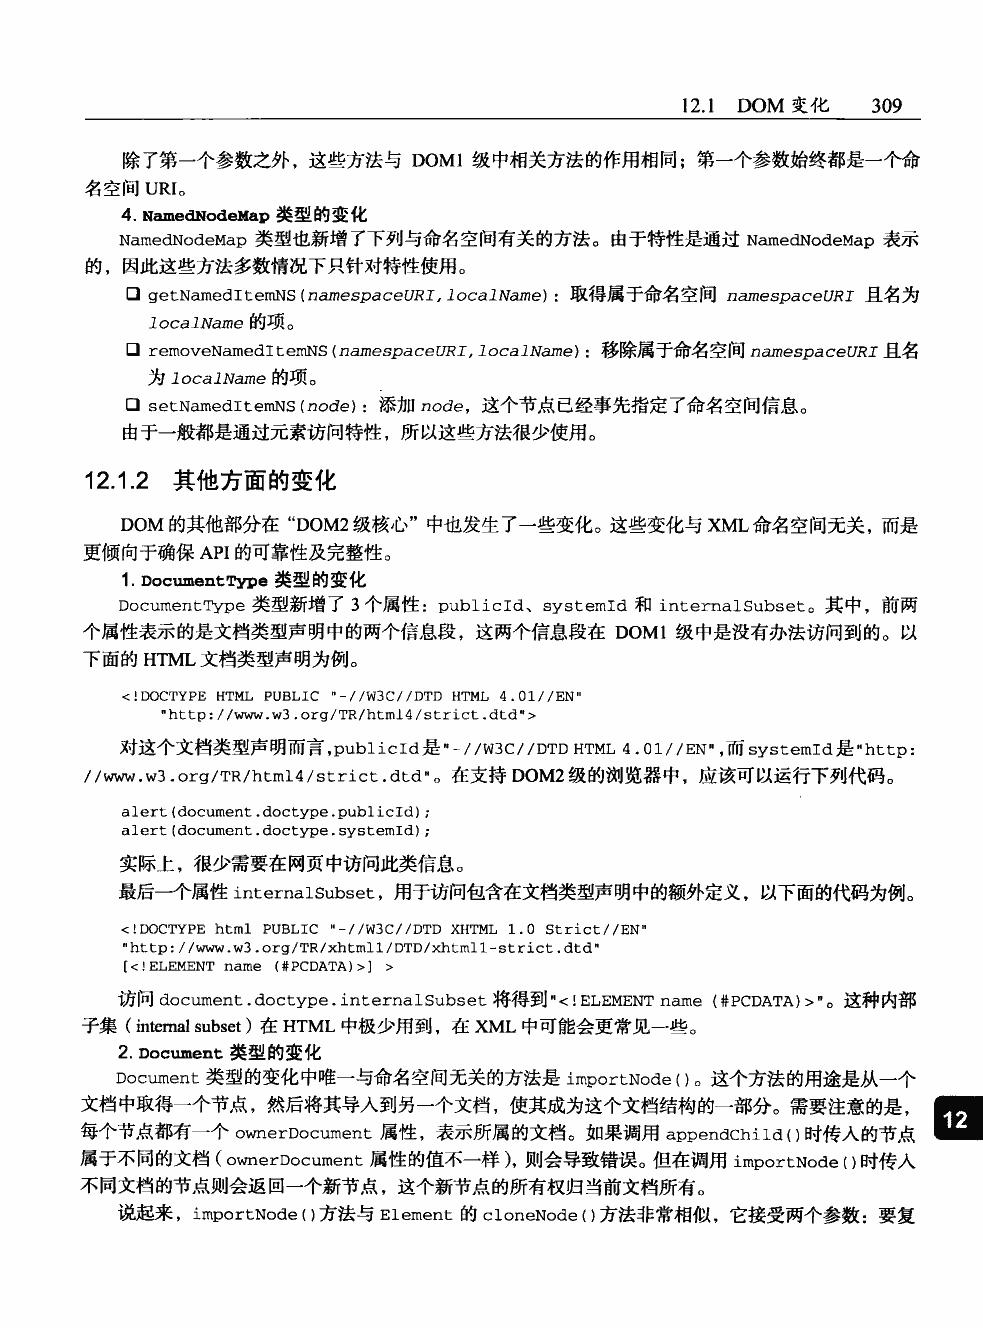 12.1 DOM 变化 309
除了第一个参数之外，这些方法与 DOM1 级中相关方法的作用相同；第一个参数始终都是一个命
名空间 URI。
4. NamedNodeMap 类型的变化
NamedNodeMap 类型也新增了下列与命名空间有关的方法。由于特性是通过 NamedNodeMap 表示
的，因此这些方法多数情况下只针对特性使用。
❑ getNamedItemNS(namespaceURI,localName)：取得属于命名空间 namespaceURI 且名为
localName 的项。
❑ removeNamedItemNS(namespaceURI,localName)：移除属于命名空间 namespaceURI 且名
为 localName 的项。
❑ setNamedItemNS(node)：添加 node，这个节点已经事先指定了命名空间信息。
由于一般都是通过元素访问特性，所以这些方法很少使用。
12.1.2 其他方面的变化
DOM 的其他部分在“DOM2 级核心”中也发生了一些变化。这些变化与 XML 命名空间无关，而是
更倾向于确保 API 的可靠性及完整性。
1. DocumentType 类型的变化
DocumentType 类型新增了 3 个属性：publicId、systemId 和 internalSubset。其中，前两
个属性表示的是文档类型声明中的两个信息段，这两个信息段在 DOM1 级中是没有办法访问到的。以
下面的 HTML 文档类型声明为例。
<!DOCTYPE HTML PUBLIC "-//W3C//DTD HTML 4.01//EN"
"http://www.w3.org/TR/html4/strict.dtd">
对这个文档类型声明而言,publicId是"-//W3C//DTD HTML 4.01//EN",而systemId是"http:
//www.w3.org/TR/html4/strict.dtd"。在支持 DOM2 级的浏览器中，应该可以运行下列代码。
alert(document.doctype.publicId);
alert(document.doctype.systemId);
实际上，很少需要在网页中访问此类信息。
最后一个属性 internalSubset，用于访问包含在文档类型声明中的额外定义，以下面的代码为例。
<!DOCTYPE html PUBLIC "-//W3C//DTD XHTML 1.0 Strict//EN"
"http://www.w3.org/TR/xhtml1/DTD/xhtml1-strict.dtd"
[<!ELEMENT name (#PCDATA)>] >
访问 document.doctype.internalSubset 将得到"<!ELEMENT name (#PCDATA)>"。这种内部
子集（internal subset）在 HTML 中极少用到，在 XML 中可能会更常见一些。
2. Document 类型的变化
Document 类型的变化中唯一与命名空间无关的方法是 importNode()。这个方法的用途是从一个
文档中取得一个节点，然后将其导入到另一个文档，使其成为这个文档结构的一部分。需要注意的是，
每个节点都有一个 ownerDocument 属性，表示所属的文档。如果调用 appendChild()时传入的节点
属于不同的文档（ownerDocument 属性的值不一样），则会导致错误。但在调用 importNode()时传入
不同文档的节点则会返回一个新节点，这个新节点的所有权归当前文档所有。
说起来，importNode()方法与 Element 的 cloneNode()方法非常相似，它接受两个参数：要复
12